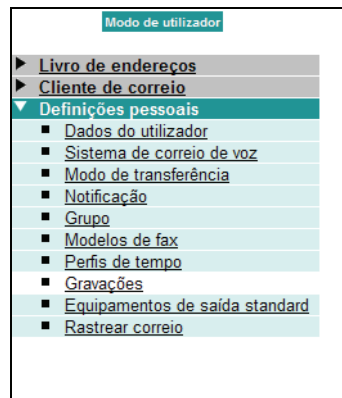 Modo de utilizador
Livro de endereços
Cliente de correio
Definições pessoais
Dados do utilizador
Sistema de correio de voz
Modo de transferência
Notificação
Grupo
Modelos de fax
Perfis de tempo
Gravações
Equipamentos de saída standard
Rastrear correio